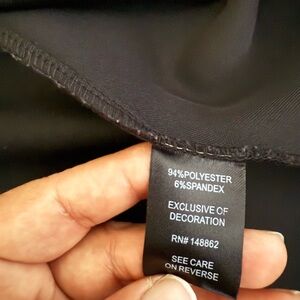 94%POLYESTER
6%SPANDEX
EXCLUSIVE OF
DECORATION
RN# 148862
SEE CARE
ON REVERSE